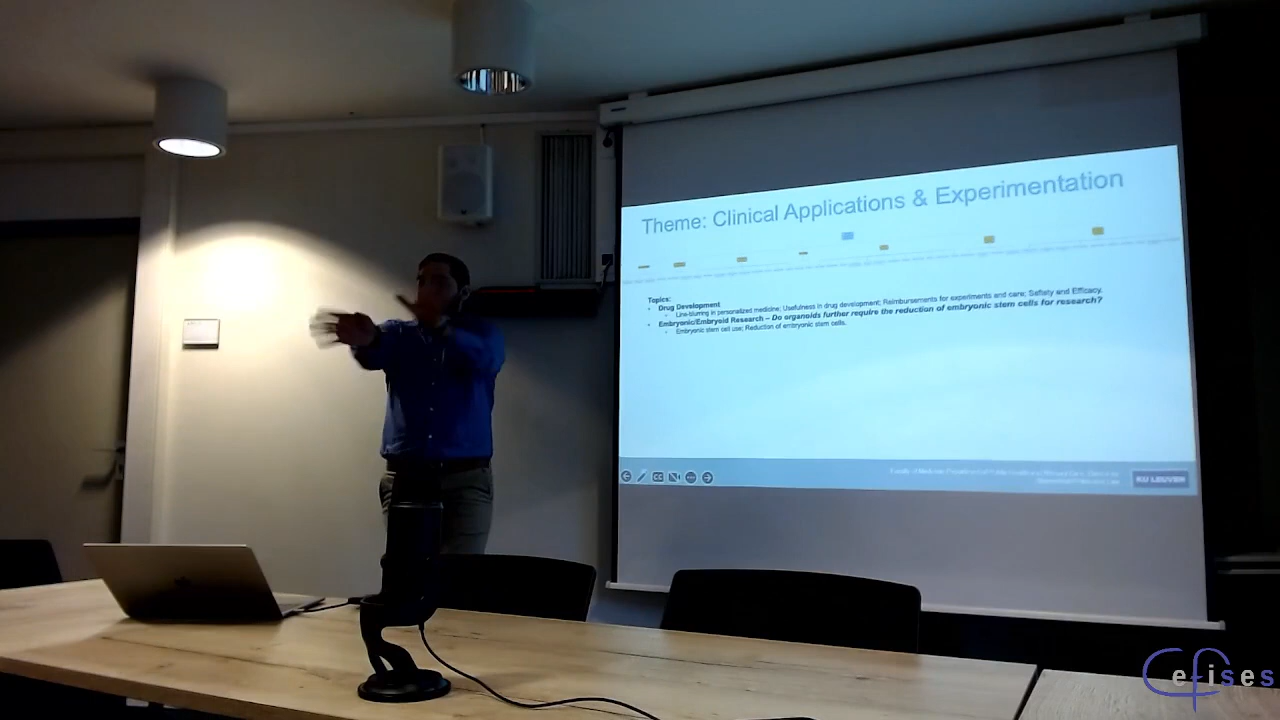 Theme: Clinical Applications & Experimentation
Topics:
• Drug Development
• Line-blurring in personalized medicine; Usefulness in drug development; Reimbursements for experiments and care; Safety and Efficacy.
• Embryonic/Embryoid Research – Do organoids further require the reduction of embryonic stem cells for research?
• Embryonic stem cell use; Reduction of embryonic stem cells.
CC
KU LEUVEN
Cefises